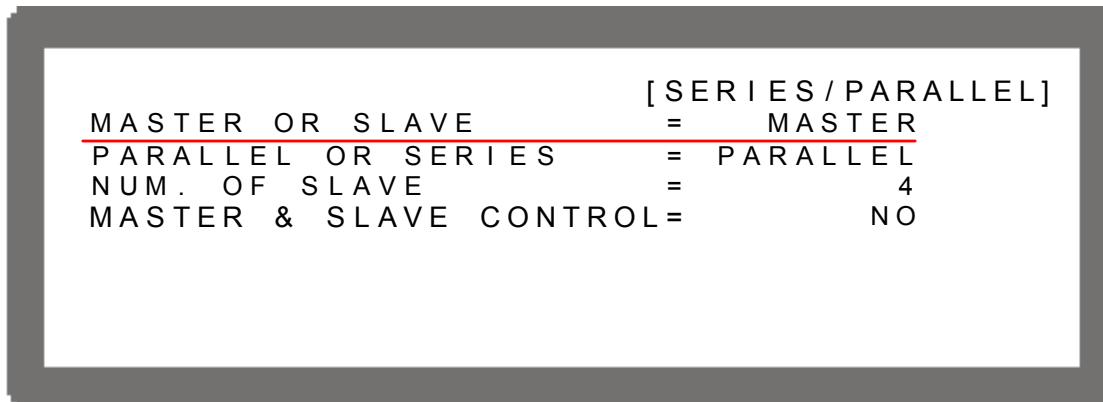 [SERIES/PARALLEL]
MASTER OR SLAVE = MASTER
PARALLEL OR SERIES = PARALLEL
NUM. OF SLAVE = 4
MASTER & SLAVE CONTROL= NO